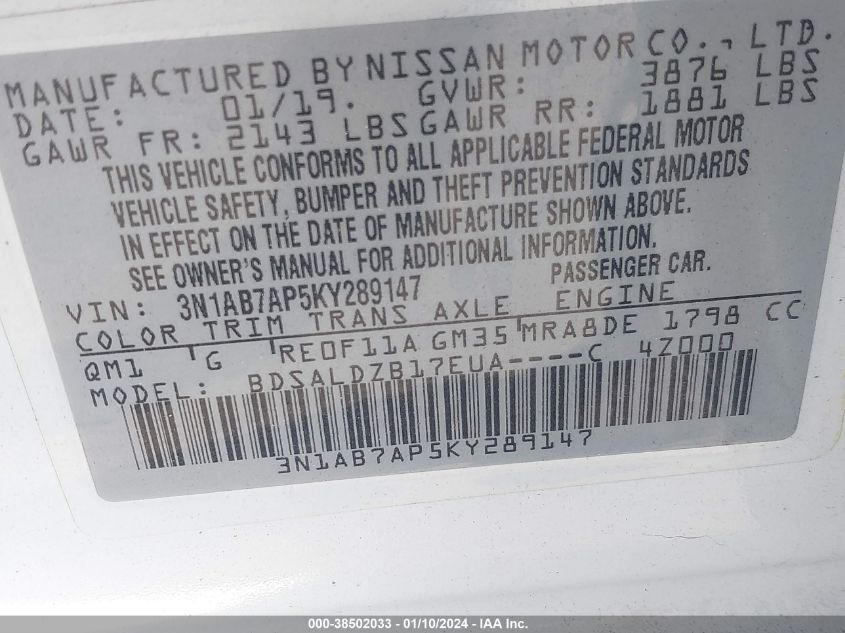 MANUFACTURED BY NISSAN MOTOR CO., LTD.
DATE: 01/19. GVWR: 3876 LBS
GAWR FR: 2143 LBS GAWR RR: 1881 LBS
THIS VEHICLE CONFORMS TO ALL APPLICABLE FEDERAL MOTOR
VEHICLE SAFETY, BUMPER AND THEFT PREVENTION STANDARDS
IN EFFECT ON THE DATE OF MANUFACTURE SHOWN ABOVE.
SEE OWNER'S MANUAL FOR ADDITIONAL INFORMATION.
VIN: 3N1AB7AP5KY289147 PASSENGER CAR.
COLOR TRIM TRANS AXLE ENGINE
QM1 G RE0F11A GM35 MRA8DE 1798 CC
MODEL: BDSALDZB17EUA----C 4Z000
3N1AB7AP5KY289147
000-38502033 - 01/10/2024 - IAA Inc.